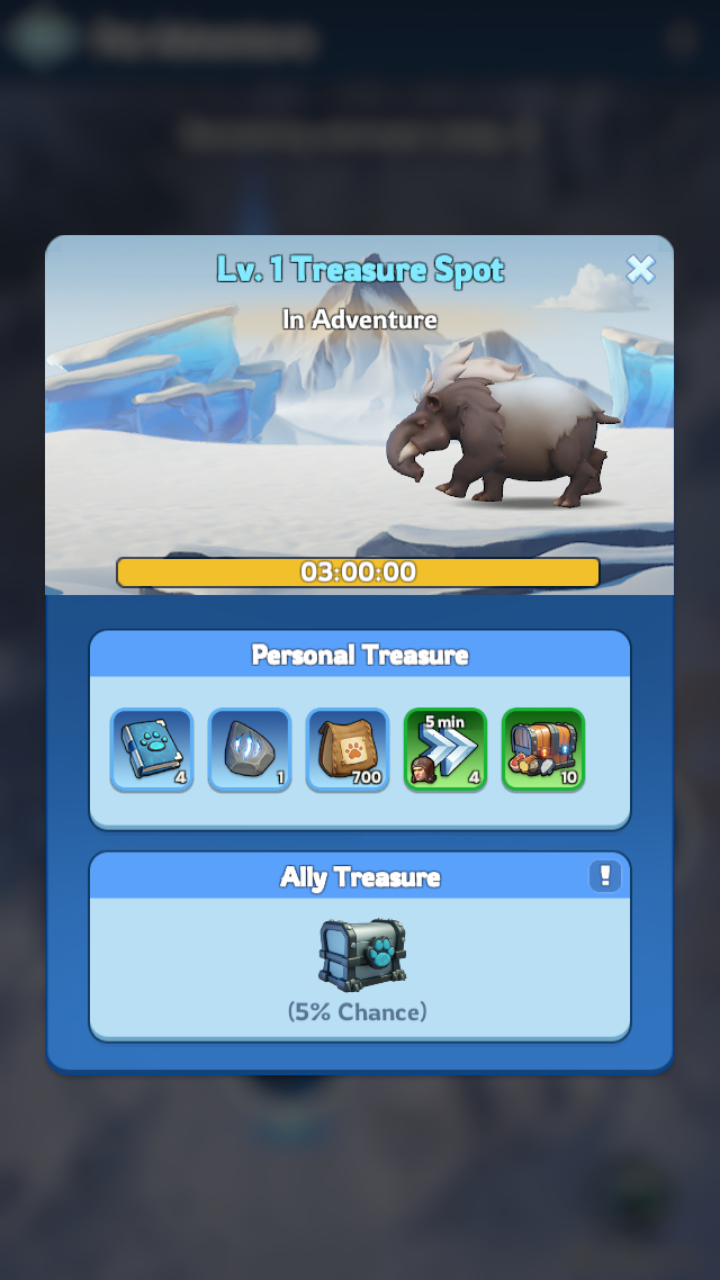 Lv. 1 Treasure Spot
In Adventure
03:00:00
Personal Treasure
4
1
700
5 min
4
10
Ally Treasure
!
(5% Chance)